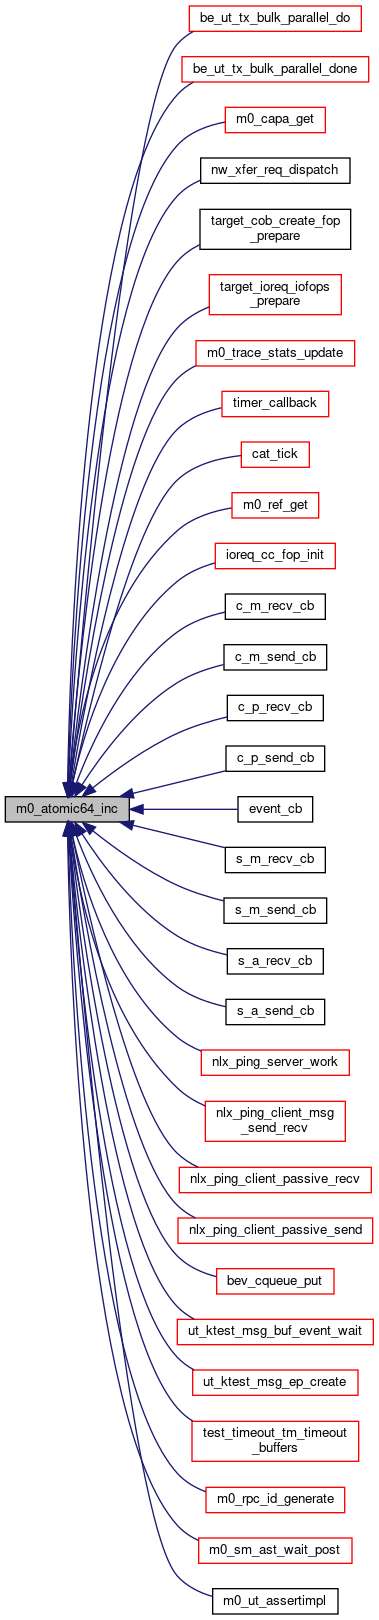 be_ut_tx_bulk_parallel_do
be_ut_tx_bulk_parallel_done
m0_capa_get
nw_xfer_req_dispatch
target_cob_create_fop
_prepare
target_ioreq_iofops
_prepare
m0_trace_stats_update
timer_callback
cat_tick
m0_ref_get
ioreq_cc_fop_init
c_m_recv_cb
c_m_send_cb
c_p_recv_cb
c_p_send_cb
m0_atomic64_inc
event_cb
s_m_recv_cb
s_m_send_cb
s_a_recv_cb
s_a_send_cb
nlx_ping_server_work
nlx_ping_client_msg
_send_recv
nlx_ping_client_passive_recv
nlx_ping_client_passive_send
bev_cqueue_put
ut_ktest_msg_buf_event_wait
ut_ktest_msg_ep_create
test_timeout_tm_timeout
_buffers
m0_rpc_id_generate
m0_sm_ast_wait_post
m0_ut_assertimpl